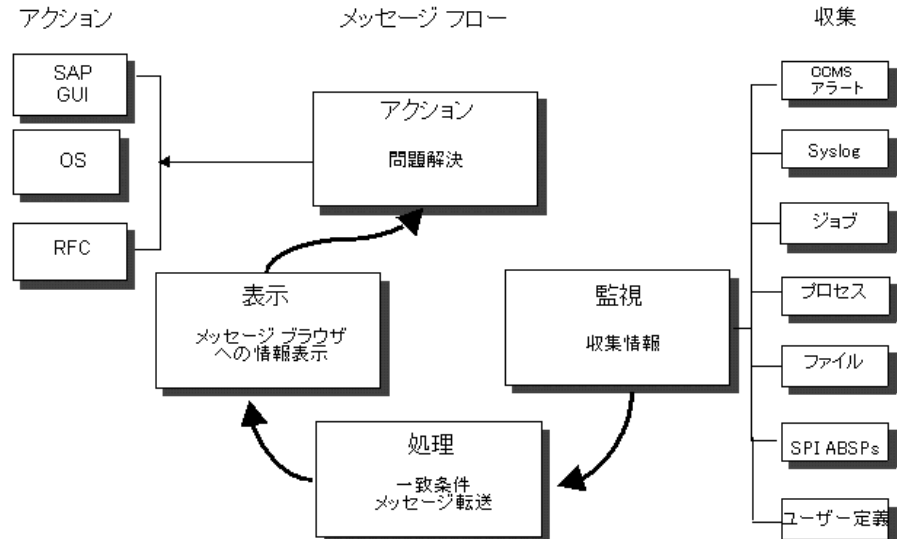 アクション
メッセージ フロー
収集
SAP
GUI
OS
RFC
アクション
問題解決
表示
メッセージ ブラウザ
への情報表示
監視
収集情報
処理
一致条件
メッセージ転送
CCMS
アラート
Syslog
ジョブ
プロセス
ファイル
SPI ABSPs
ユーザー定義